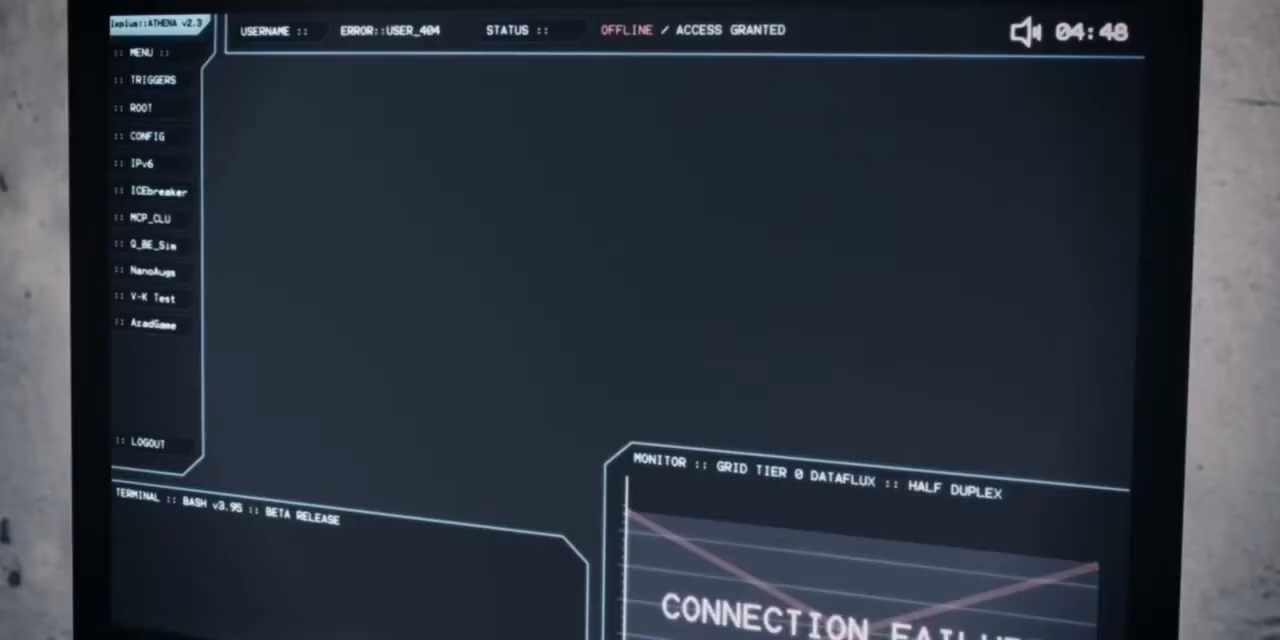 ::ATHENA v2.3
USERNAME :: ERROR::USER_404 STATUS :: OFFLINE / ACCESS GRANTED 04:48
:: MENU ::
:: TRIGGERS
:: ROOT
:: CONFIG
:: IPv6
:: ICEbreaker
:: MCP_CLU
:: Q_BE_Sim
:: NanoAugs
:: V-K Test
:: AzadGame
:: LOGOUT
TERMINAL :: BASH v3.95 :: BETA RELEASE
MONITOR :: GRID TIER 0 DATAFLUX :: HALF DUPLEX
CONNECTION